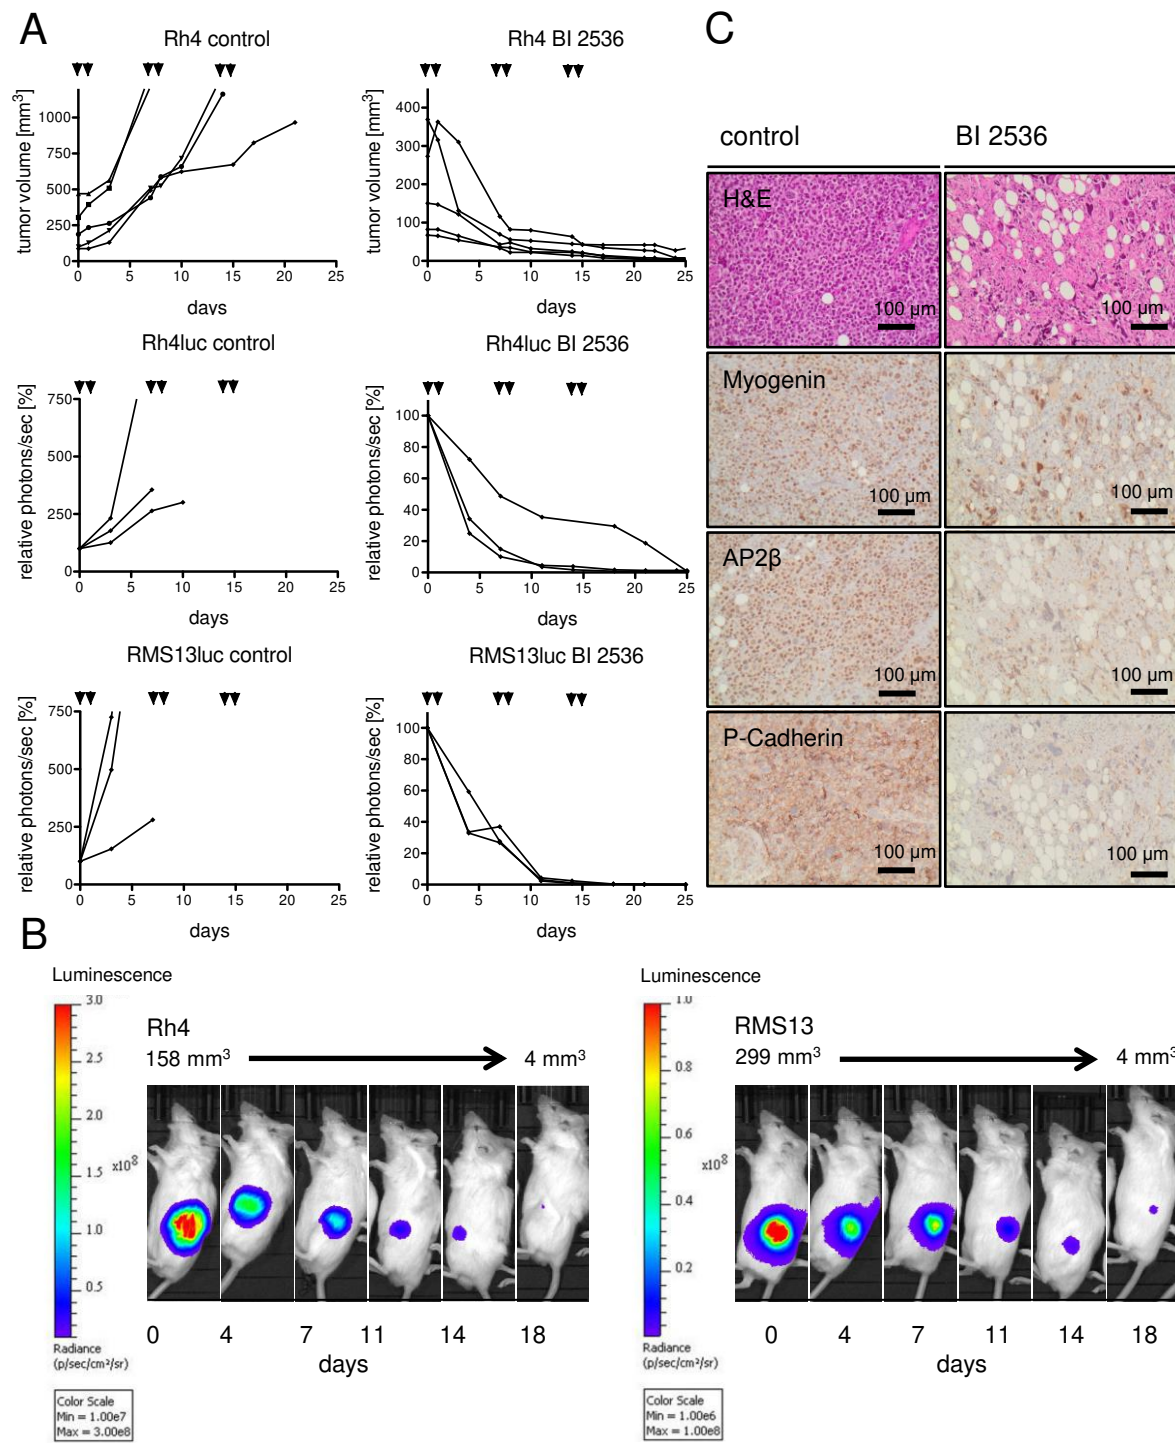 A
Rh4 control
Rh4 BI 2536
tumor volume [mm³]
1000
750
500
250
0
0 5 10 15 20 25
days
tumor volume [mm³]
400
300
200
100
0
0 5 10 15 20 25
days
Rh4luc control
Rh4luc BI 2536
relative photons/sec [%]
750
500
250
0
0 5 10 15 20 25
days
relative photons/sec [%]
100
80
60
40
20
0
0 5 10 15 20 25
days
RMS13luc control
RMS13luc BI 2536
relative photons/sec [%]
750
500
250
0
0 5 10 15 20 25
days
relative photons/sec [%]
100
80
60
40
20
0
0 5 10 15 20 25
days
C
control BI 2536
H&E
100 µm 100 µm
Myogenin
100 µm 100 µm
AP2β
100 µm 100 µm
P-Cadherin
100 µm 100 µm
B
Luminescence
3.0
2.5
2.0
1.5
1.0
0.5
x10⁸
Radiance
(p/sec/cm²/sr)
Color Scale
Min = 1.00e7
Max = 3.00e8
Rh4
158 mm³ 4 mm³
0 4 7 11 14 18
days
Luminescence
1.0
0.8
0.6
0.4
0.2
x10⁸
Radiance
(p/sec/cm²/sr)
Color Scale
Min = 1.00e6
Max = 1.00e8
RMS13
299 mm³ 4 mm³
0 4 7 11 14 18
days